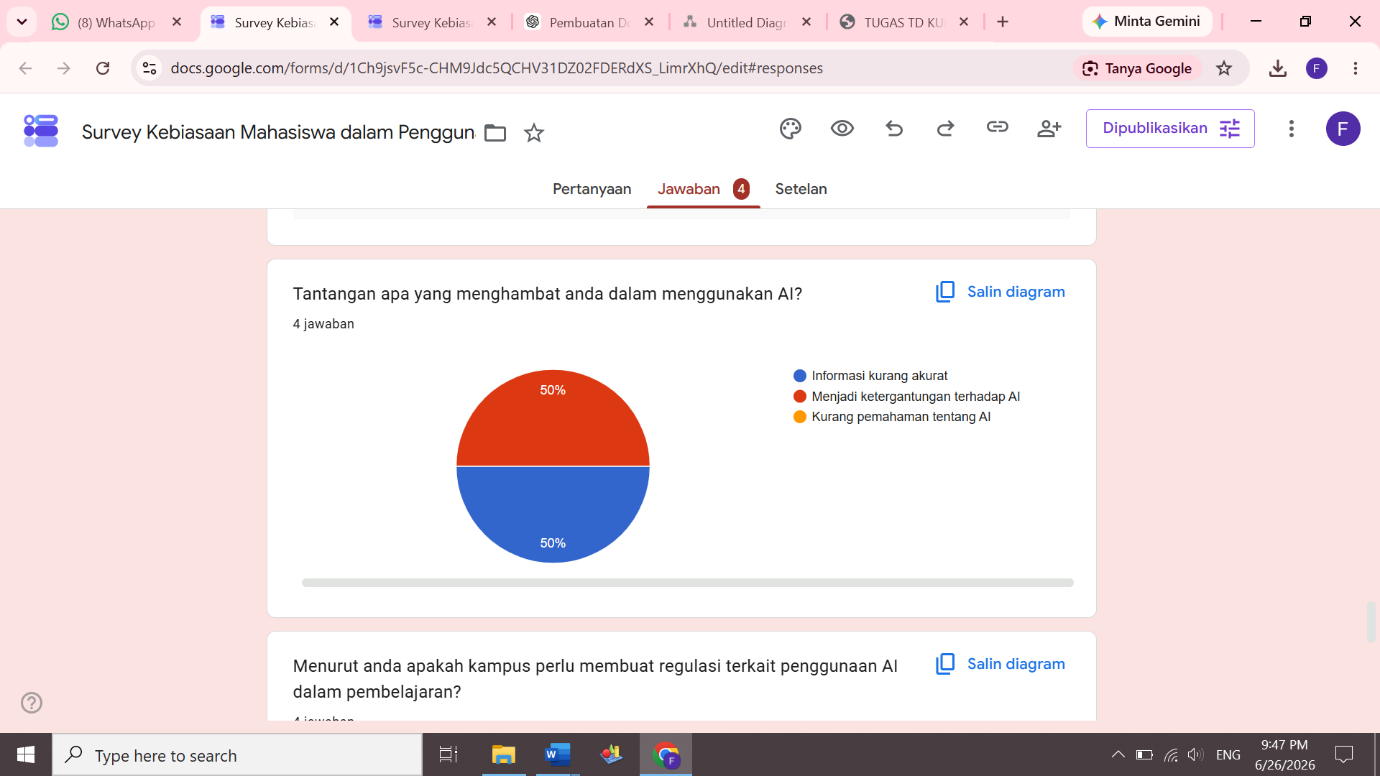 (8) WhatsApp
Survey Kebias
Survey Kebias
Pembuatan D
Untitled Diagr
TUGAS TD KU
Minta Gemini
docs.google.com/forms/d/1Ch9jsvF5c-CHM9Jdc5QCHV31DZ02FDERdXS_LimrXhQ/edit#responses
Tanya Google
F
Survey Kebiasaan Mahasiswa dalam Penggun
Dipublikasikan
F
Pertanyaan
Jawaban 4
Setelan
Tantangan apa yang menghambat anda dalam menggunakan AI?
Salin diagram
4 jawaban
50%
50%
Informasi kurang akurat
Menjadi ketergantungan terhadap AI
Kurang pemahaman tentang AI
Menurut anda apakah kampus perlu membuat regulasi terkait penggunaan AI
dalam pembelajaran?
Salin diagram
4 jawaban
Type here to search
W
F
ENG
9:47 PM
6/26/2026